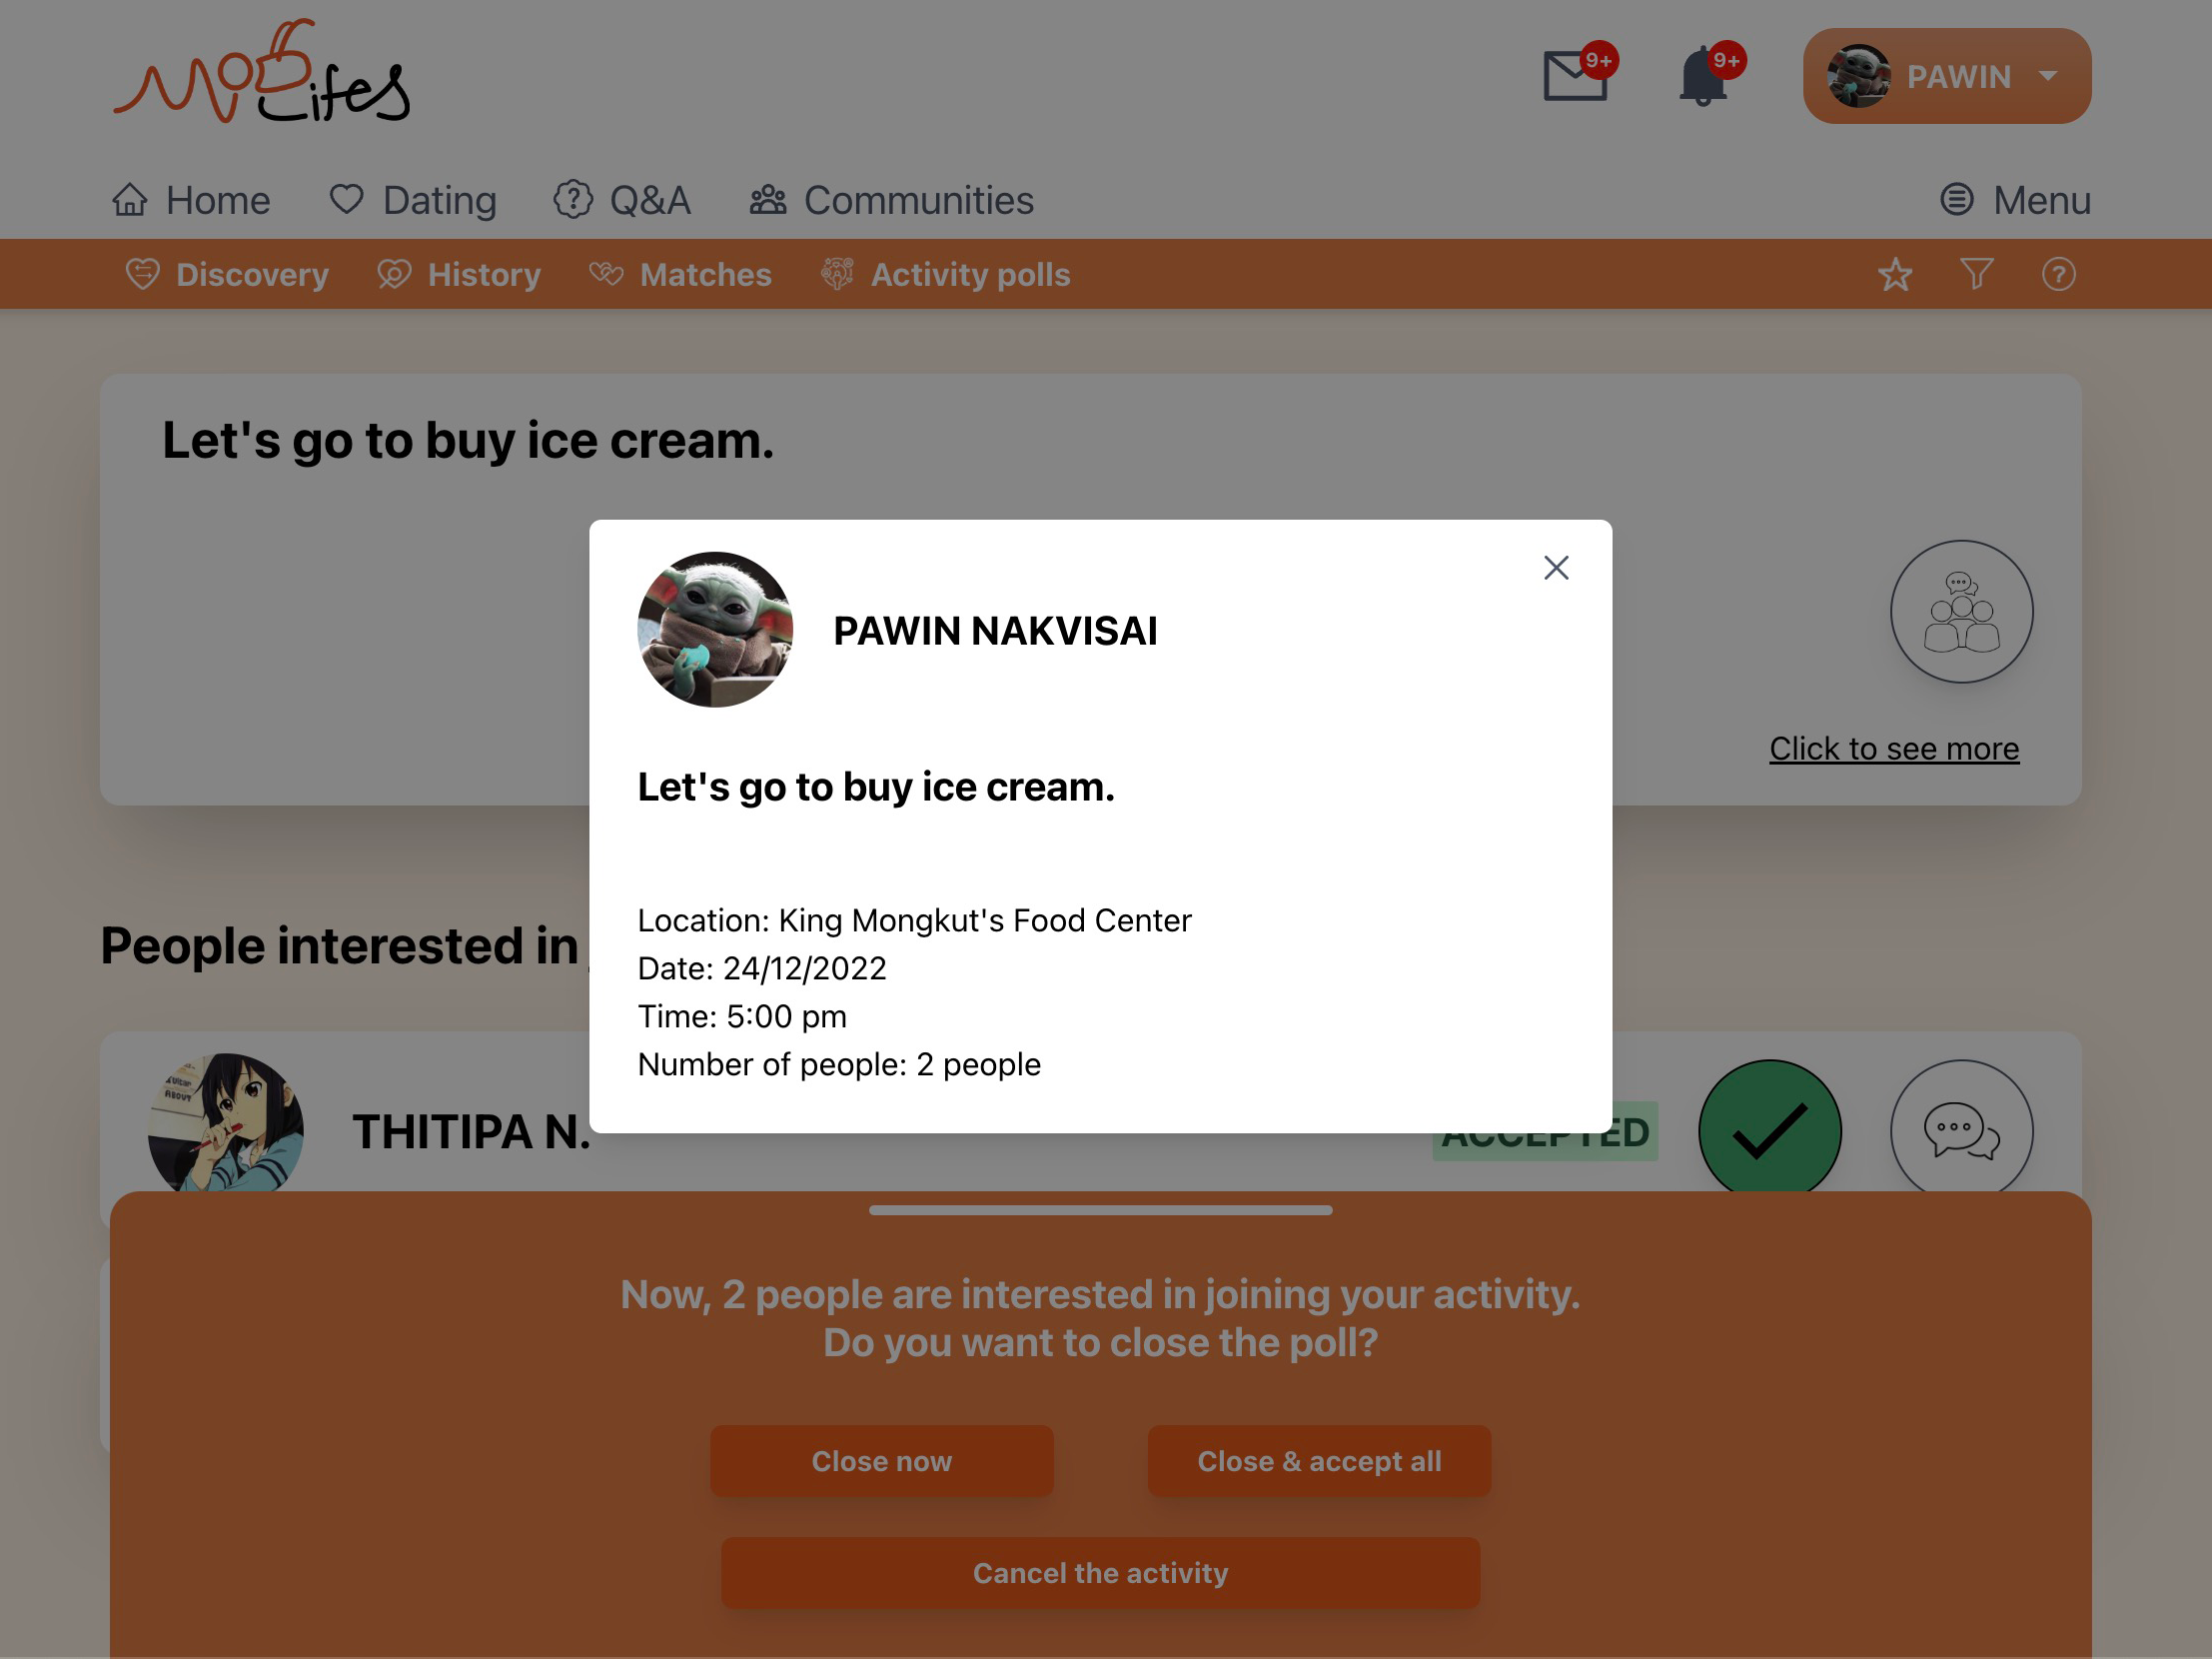 MoB Lifes
9+
9+
PAWIN
Home
Dating
Q&A
Communities
Menu
Discovery
History
Matches
Activity polls
Let's go to buy ice cream.
PAWIN NAKVISAI
Let's go to buy ice cream.
Click to see more
Location: King Mongkut's Food Center
Date: 24/12/2022
Time: 5:00 pm
Number of people: 2 people
People interested in
THITIPA N.
ACCEPTED
Now, 2 people are interested in joining your activity.
Do you want to close the poll?
Close now
Close & accept all
Cancel the activity